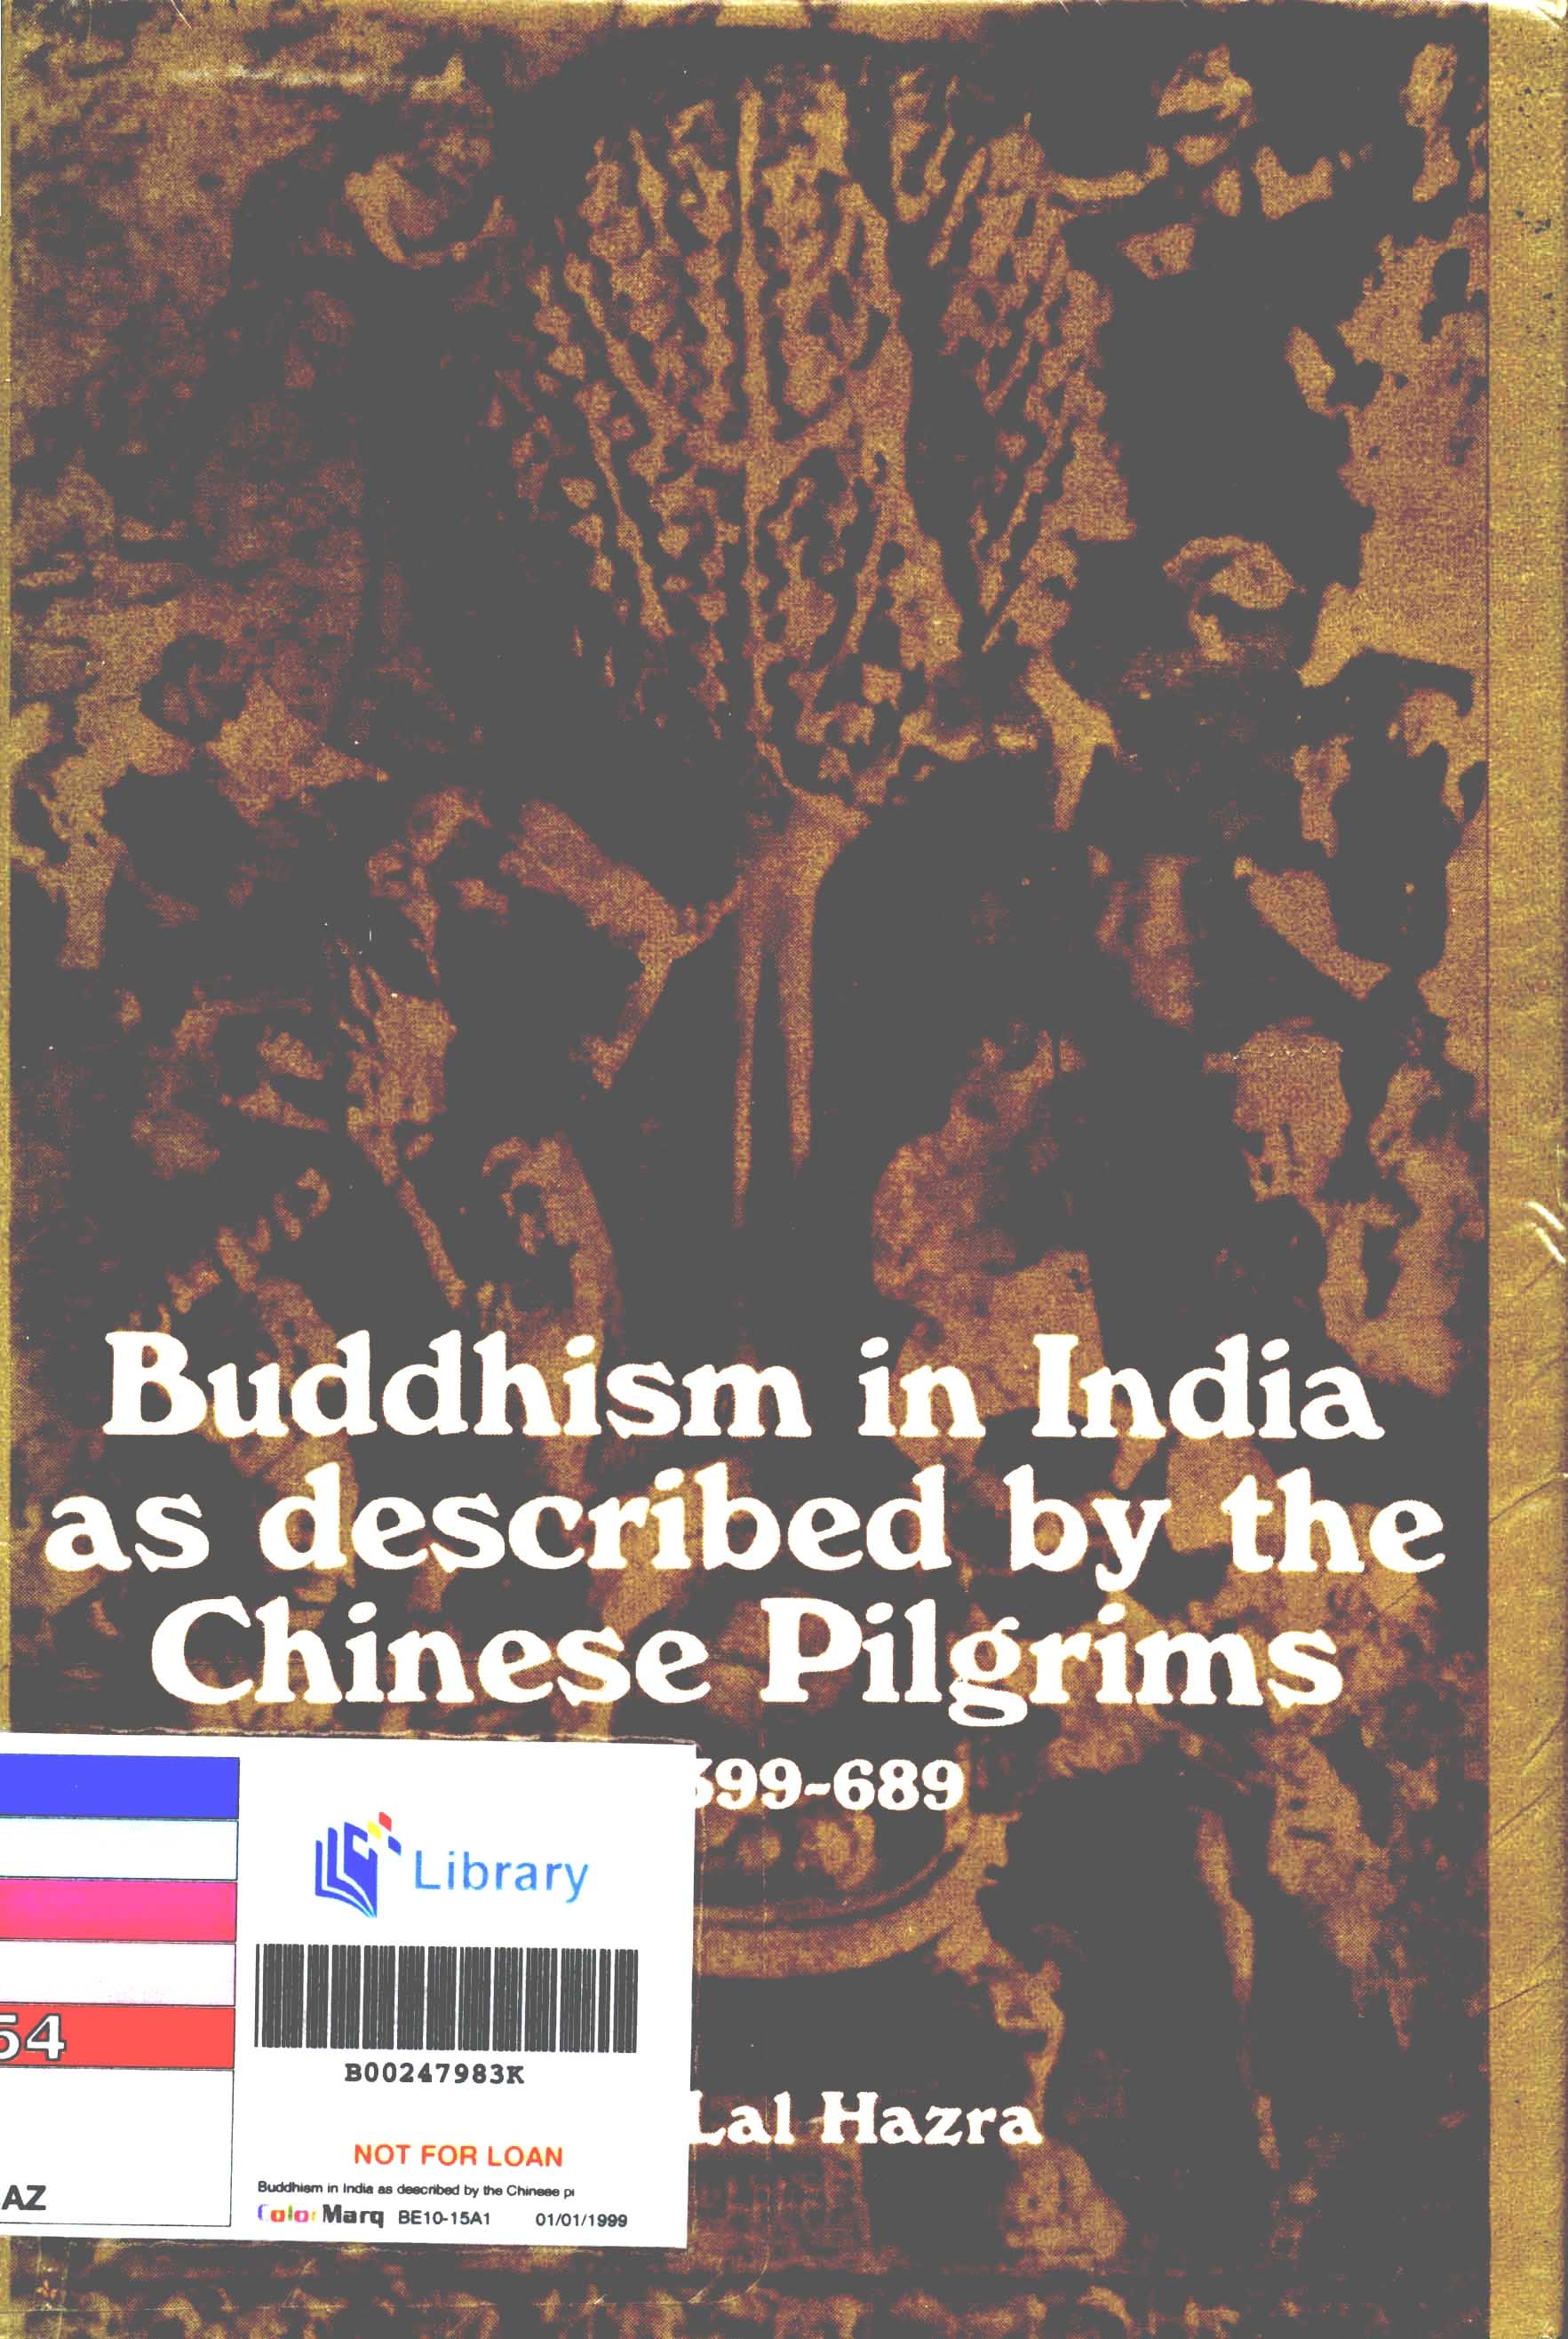 Buddhism in India
as described by the
Chinese Pilgrims
399-689
Library
B00247983K
54
Lal Hazra
NOT FOR LOAN
Buddhism in India as described by the Chinese pi
AZ
ColorMarq BE10-15A1 01/01/1999